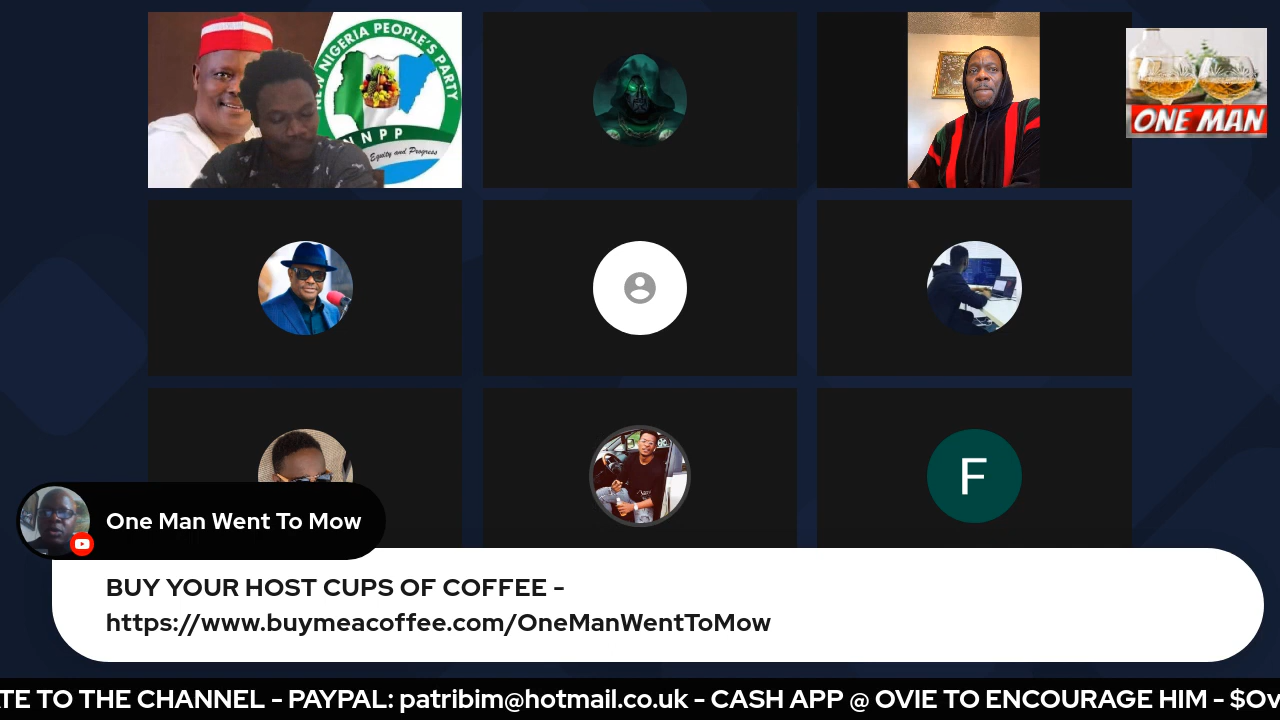 NEW NIGERIA PEOPLE'S PARTY
NNPP
Equity and Progress
ONE MAN
F
One Man Went To Mow
BUY YOUR HOST CUPS OF COFFEE -
https://www.buymeacoffee.com/OneManWentToMow
TE TO THE CHANNEL - PAYPAL: patribim@hotmail.co.uk - CASH APP @ OVIE TO ENCOURAGE HIM - $Ov